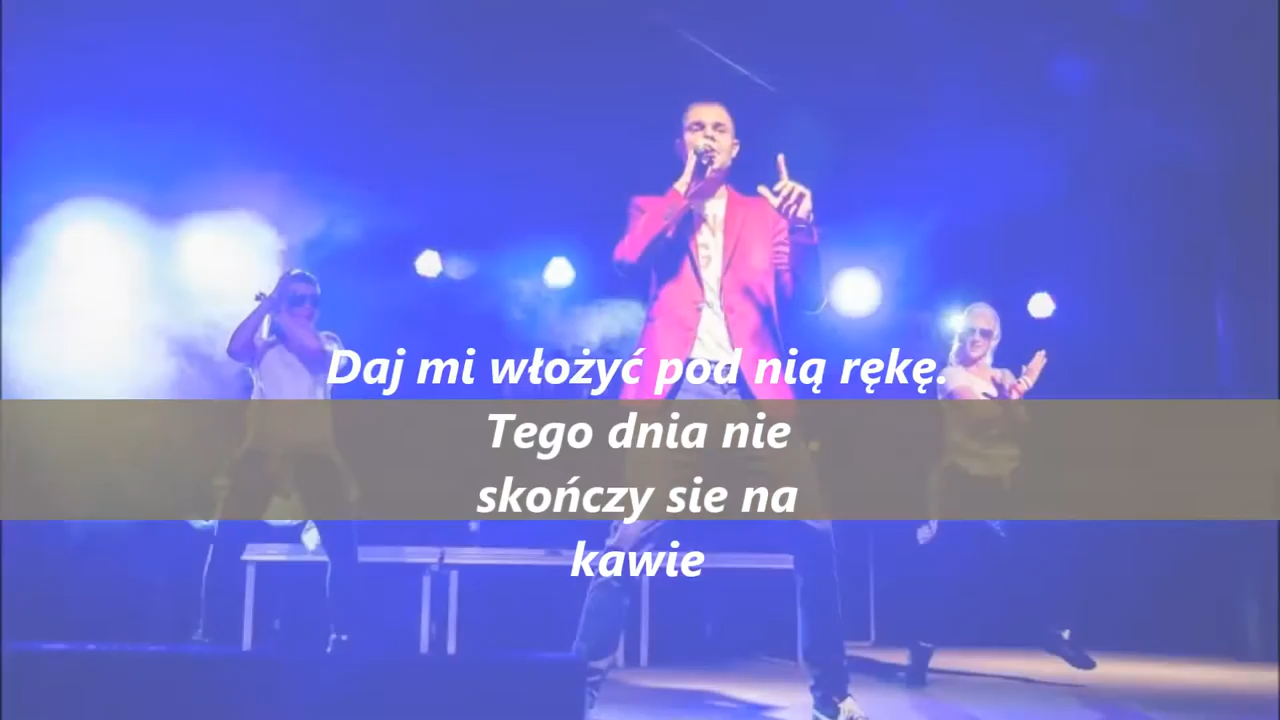 Daj mi włożyć pod nią rękę.
Tego dnia nie
skończy sie na
kawie